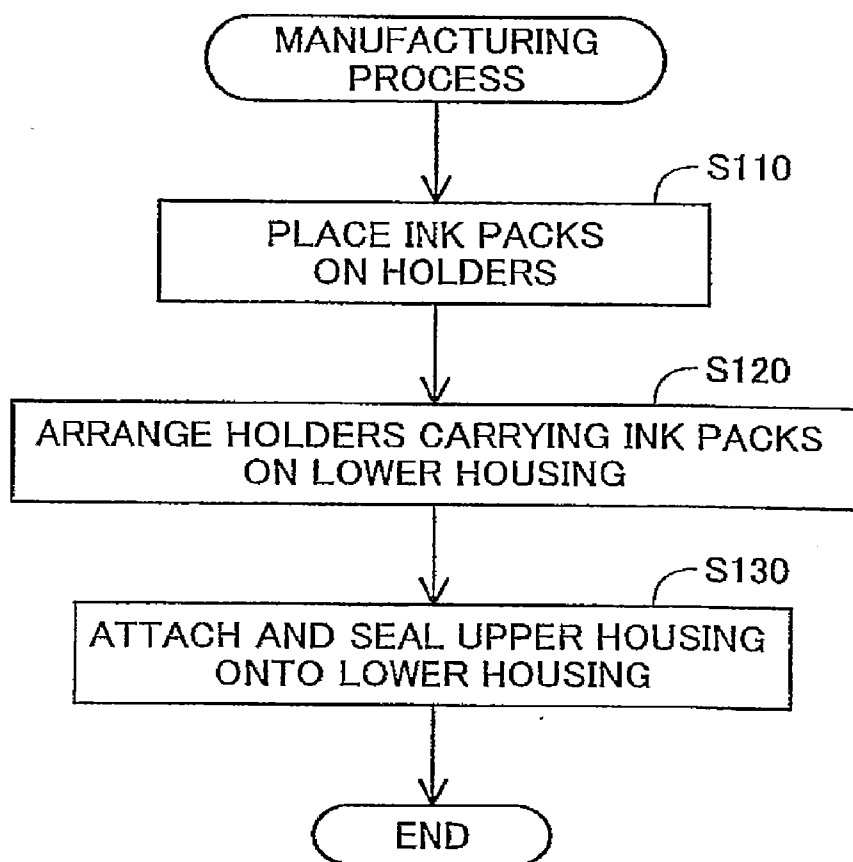 MANUFACTURING
PROCESS
S110
PLACE INK PACKS
ON HOLDERS
S120
ARRANGE HOLDERS CARRYING INK PACKS
ON LOWER HOUSING
S130
ATTACH AND SEAL UPPER HOUSING
ONTO LOWER HOUSING
END